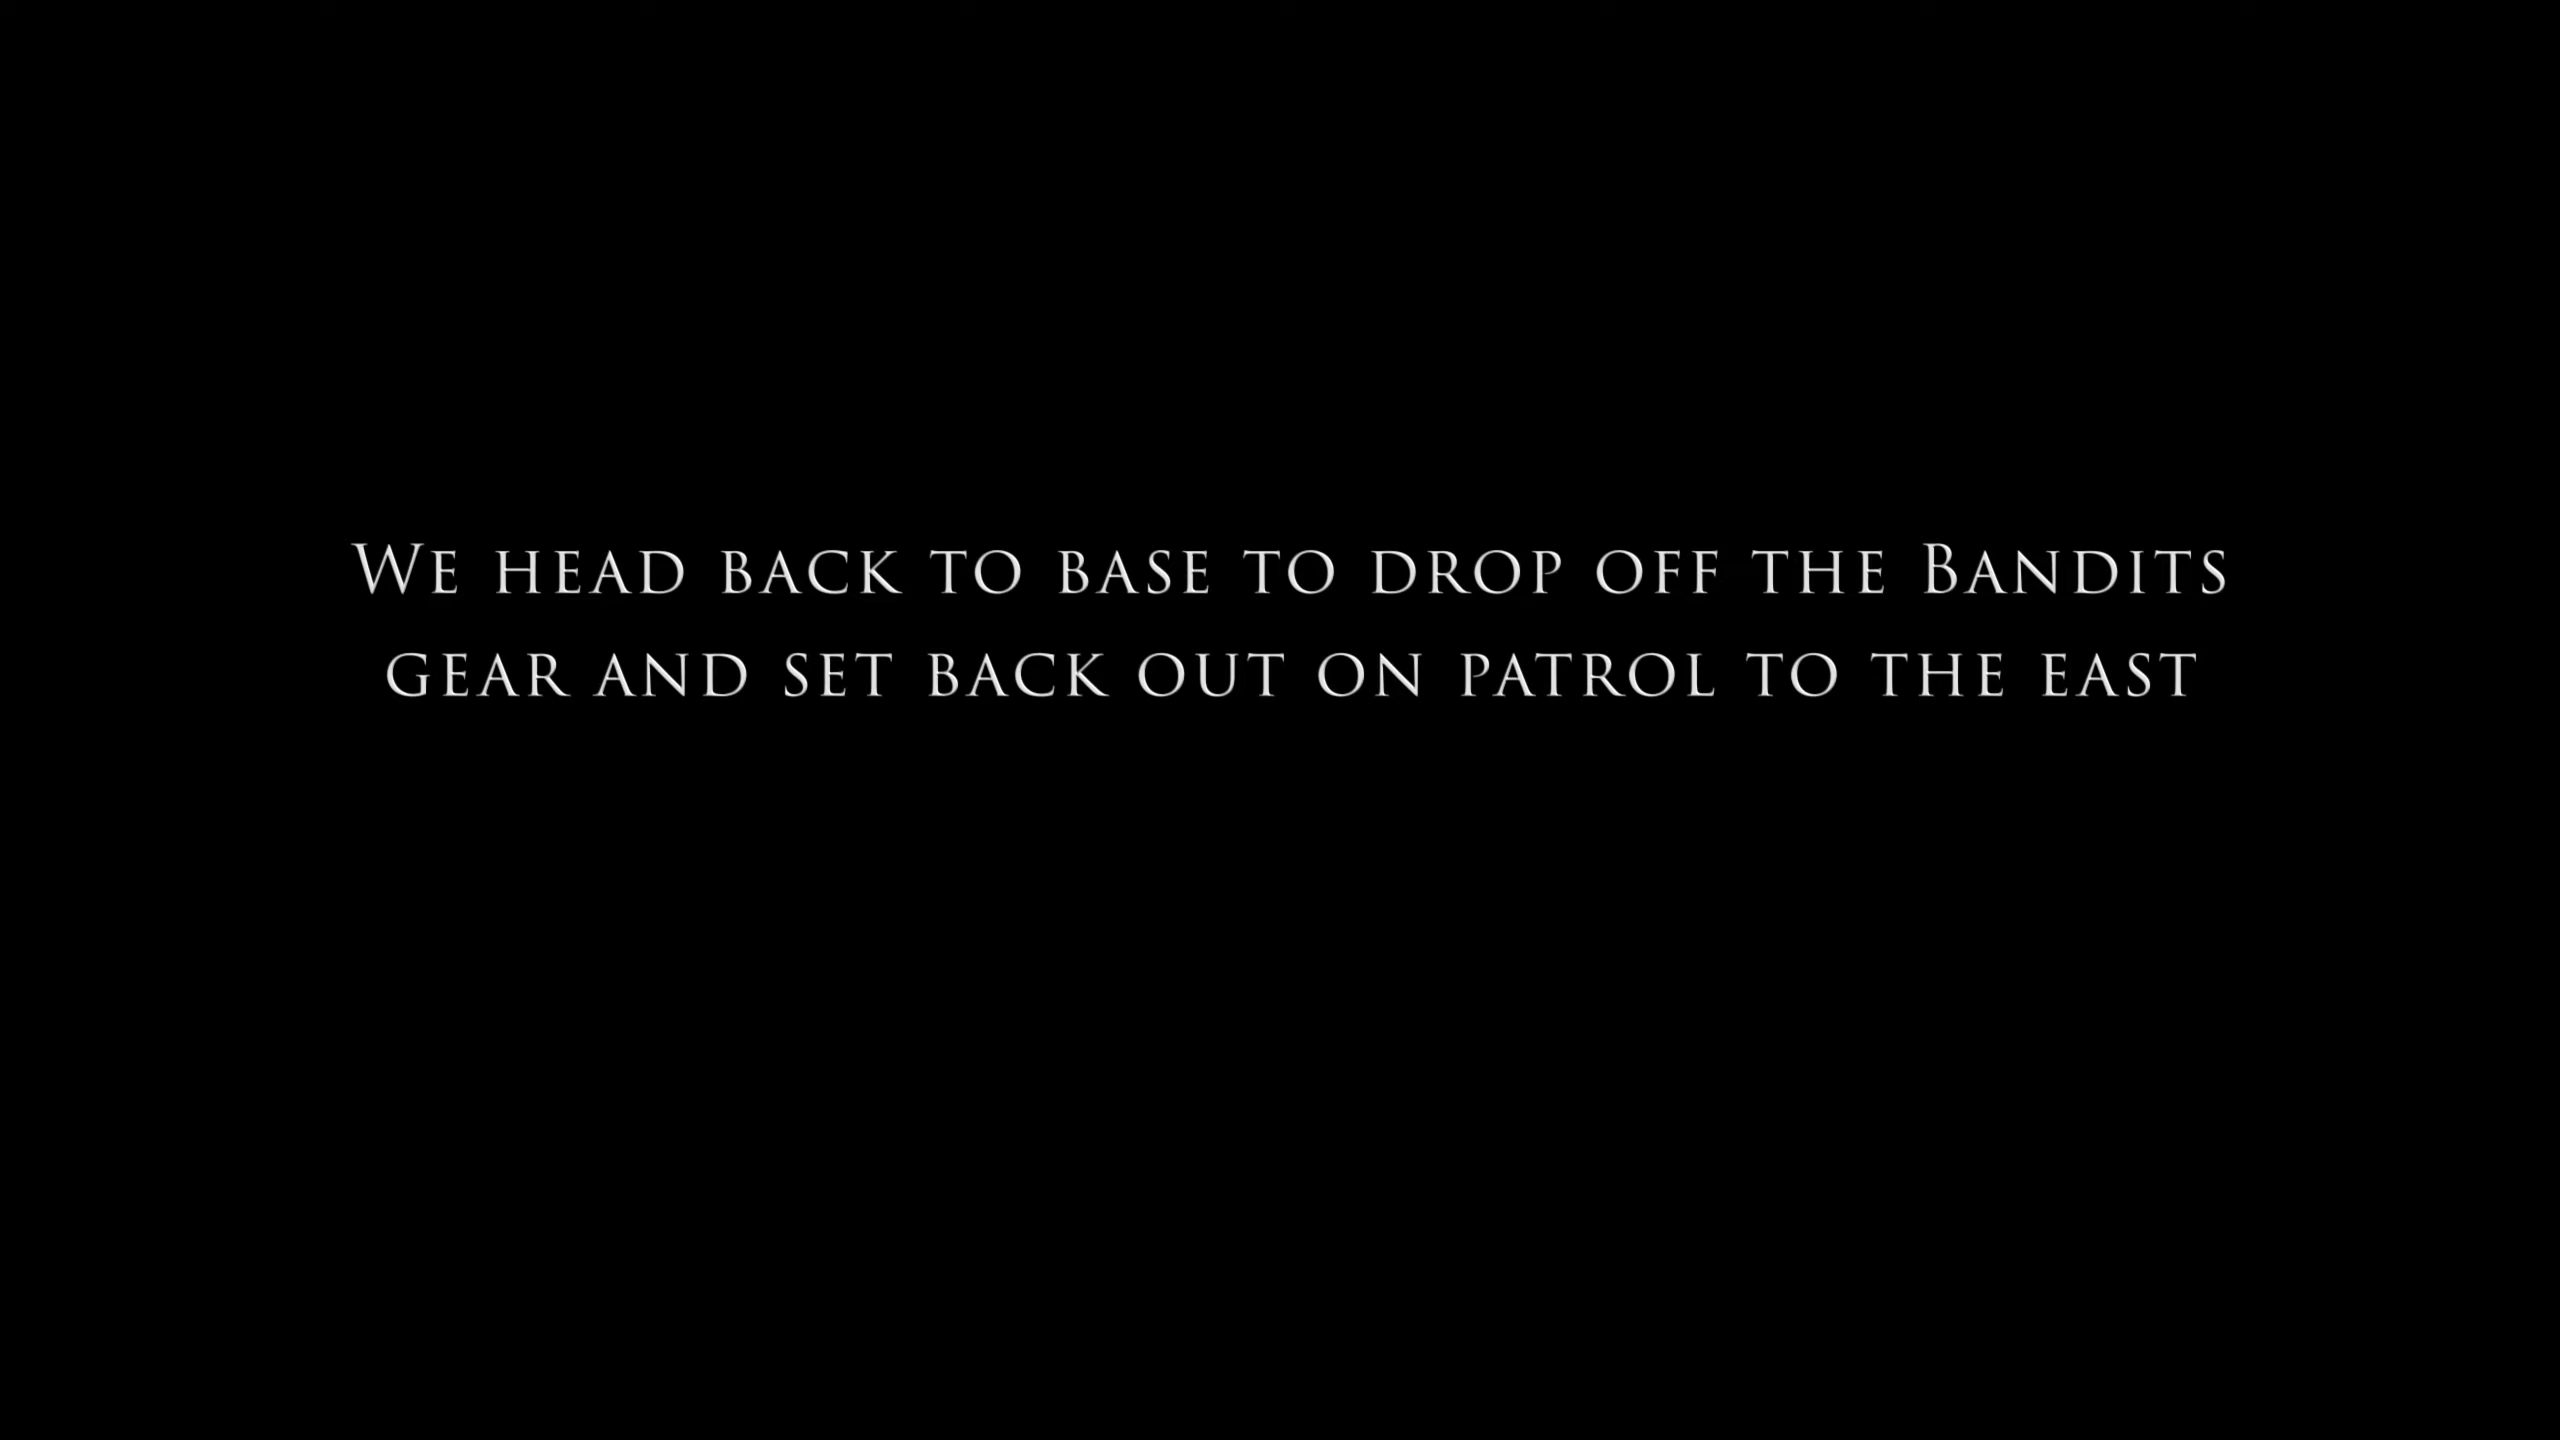 We head back to base to drop off the Bandits
gear and set back out on patrol to the east